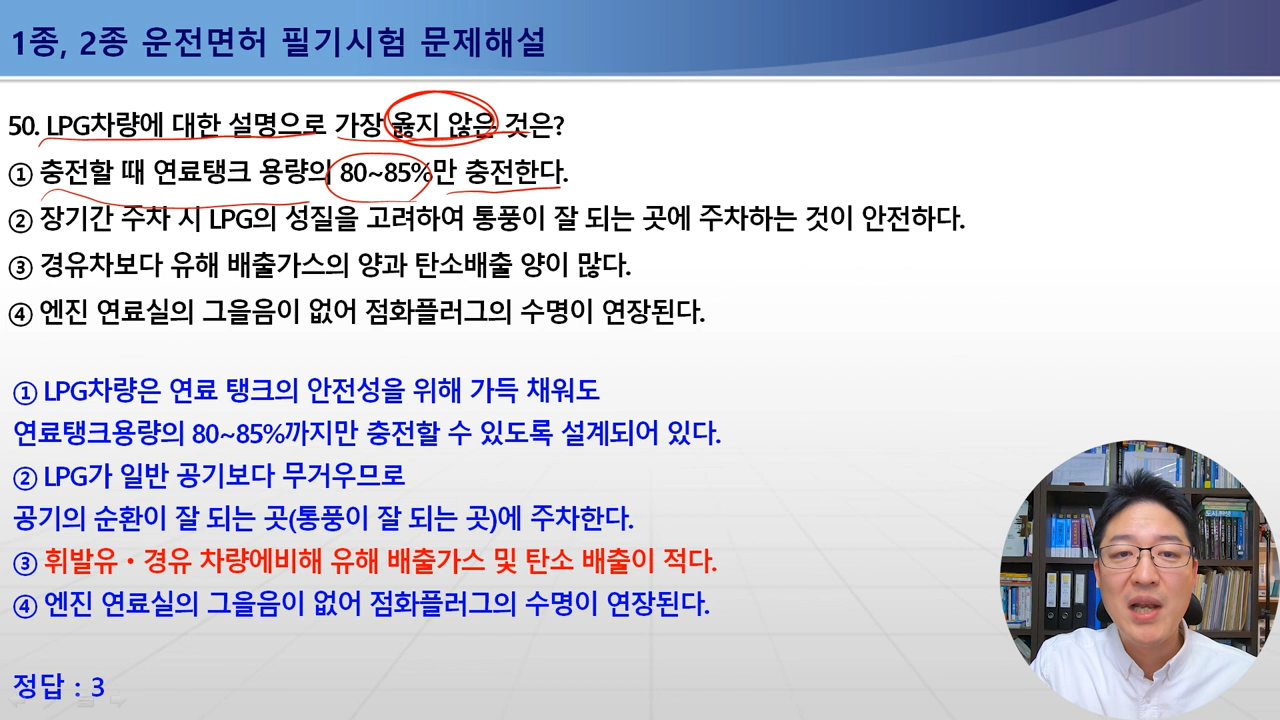 1종, 2종 운전면허 필기시험 문제해설
50. LPG차량에 대한 설명으로 가장 옳지 않은 것은?
① 충전할 때 연료탱크 용량의 80~85%만 충전한다.
② 장기간 주차 시 LPG의 성질을 고려하여 통풍이 잘 되는 곳에 주차하는 것이 안전하다.
③ 경유차보다 유해 배출가스의 양과 탄소배출 양이 많다.
④ 엔진 연료실의 그을음이 없어 점화플러그의 수명이 연장된다.
① LPG차량은 연료 탱크의 안전성을 위해 가득 채워도
연료탱크용량의 80~85%까지만 충전할 수 있도록 설계되어 있다.
② LPG가 일반 공기보다 무거우므로
공기의 순환이 잘 되는 곳(통풍이 잘 되는 곳)에 주차한다.
③ 휘발유・경유 차량에비해 유해 배출가스 및 탄소 배출이 적다.
④ 엔진 연료실의 그을음이 없어 점화플러그의 수명이 연장된다.
정답 : 3